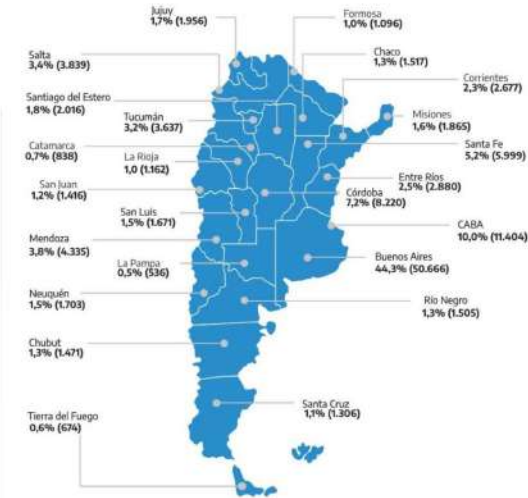 Jujuy
1,7% (1.956)
Formosa
1,0% (1.096)
Salta
3,4% (3.839)
Chaco
1,3% (1.517)
Corrientes
2,3% (2.677)
Santiago del Estero
1,8% (2.016)
Tucumán
3,2% (3.637)
Misiones
1,6% (1.865)
Catamarca
0,7% (838)
La Rioja
1,0 (1.162)
Santa Fe
5,2% (5.999)
San Juan
1,2% (1.416)
Entre Ríos
2,5% (2.880)
Córdoba
7,2% (8.220)
San Luis
1,5% (1.671)
CABA
10,0% (11.404)
Mendoza
3,8% (4.335)
La Pampa
0,5% (536)
Buenos Aires
44,3% (50.666)
Neuquén
1,5% (1.703)
Río Negro
1,3% (1.505)
Chubut
1,3% (1.471)
Santa Cruz
1,1% (1.306)
Tierra del Fuego
0,6% (674)